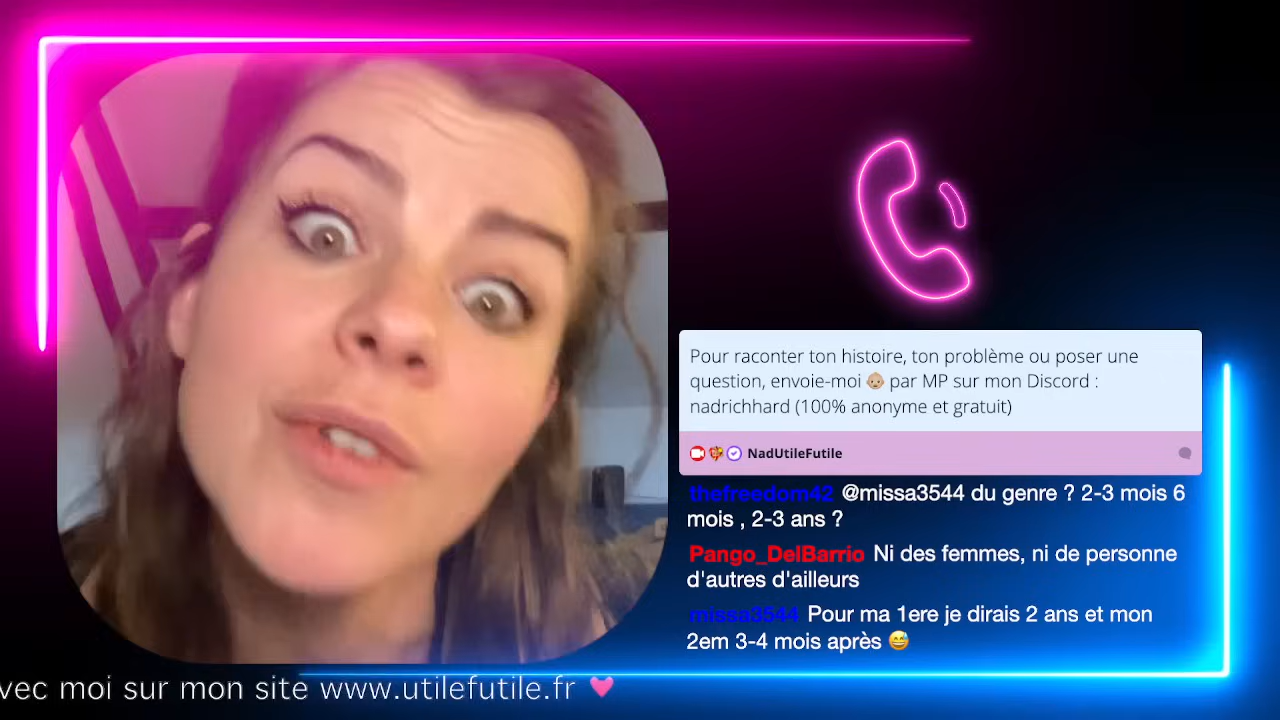 Pour raconter ton histoire, ton problème ou poser une
question, envoie-moi 👶🏼 par MP sur mon Discord :
nadrichhard (100% anonyme et gratuit)
NadUtileFutile
thefreedom42 @missa3544 du genre ? 2-3 mois 6
mois , 2-3 ans ?
Pango_DelBarrio Ni des femmes, ni de personne
d'autres d'ailleurs
missa3544 Pour ma 1ere je dirais 2 ans et mon
2em 3-4 mois après 😅
vec moi sur mon site www.utilefutile.fr 💗